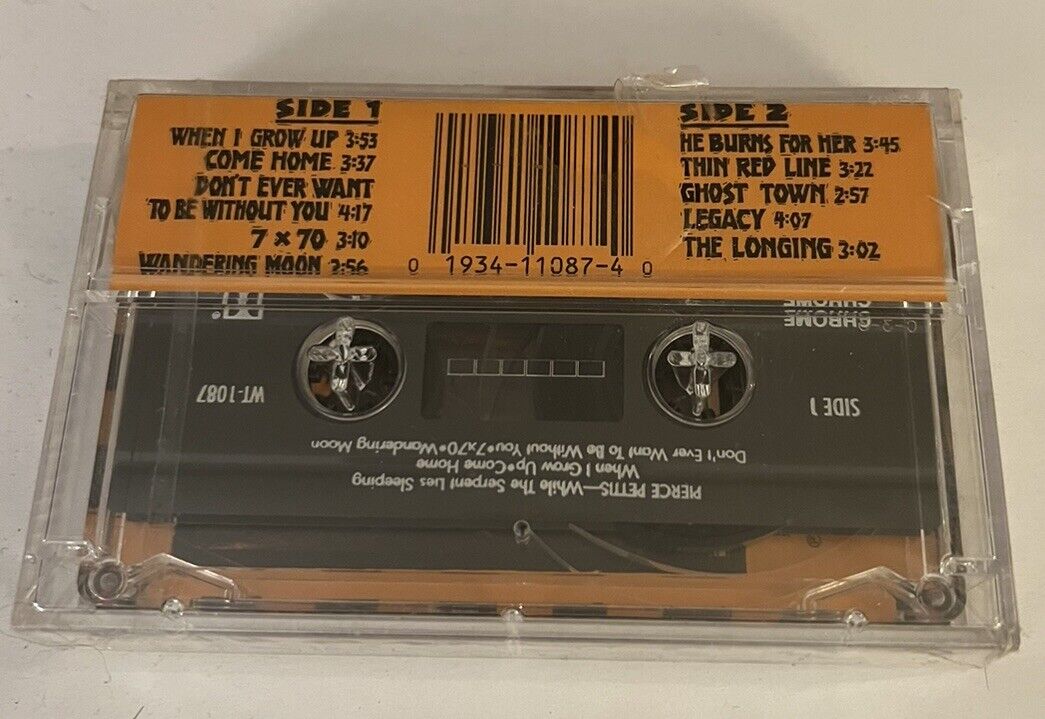 SIDE 1
WHEN I GROW UP 3:53
COME HOME 3:37
DON'T EVER WANT
TO BE WITHOUT YOU 4:17
7 x 70 3:10
WANDERING MOON 2:56
0 1934-11087-4 0
SIDE 2
HE BURNS FOR HER 3:45
THIN RED LINE 3:22
GHOST TOWN 2:57
LEGACY 4:07
THE LONGING 3:02
PIERCE PETTIS—While The Serpent Lies Sleeping
When I Grow Up•Come Home
Don't Ever Want To Be Without You•7x70•Wandering Moon
SIDE 1
WT-1087
CHROME
CHROME